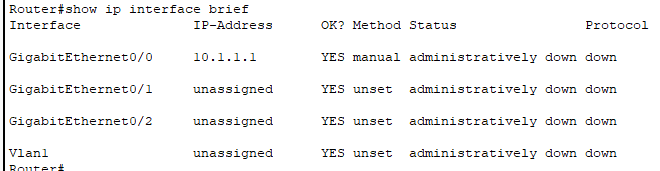 Router#show ip interface brief
Interface IP-Address OK? Method Status Protocol
GigabitEthernet0/0 10.1.1.1 YES manual administratively down down
GigabitEthernet0/1 unassigned YES unset administratively down down
GigabitEthernet0/2 unassigned YES unset administratively down down
Vlan1 unassigned YES unset administratively down down
Router#